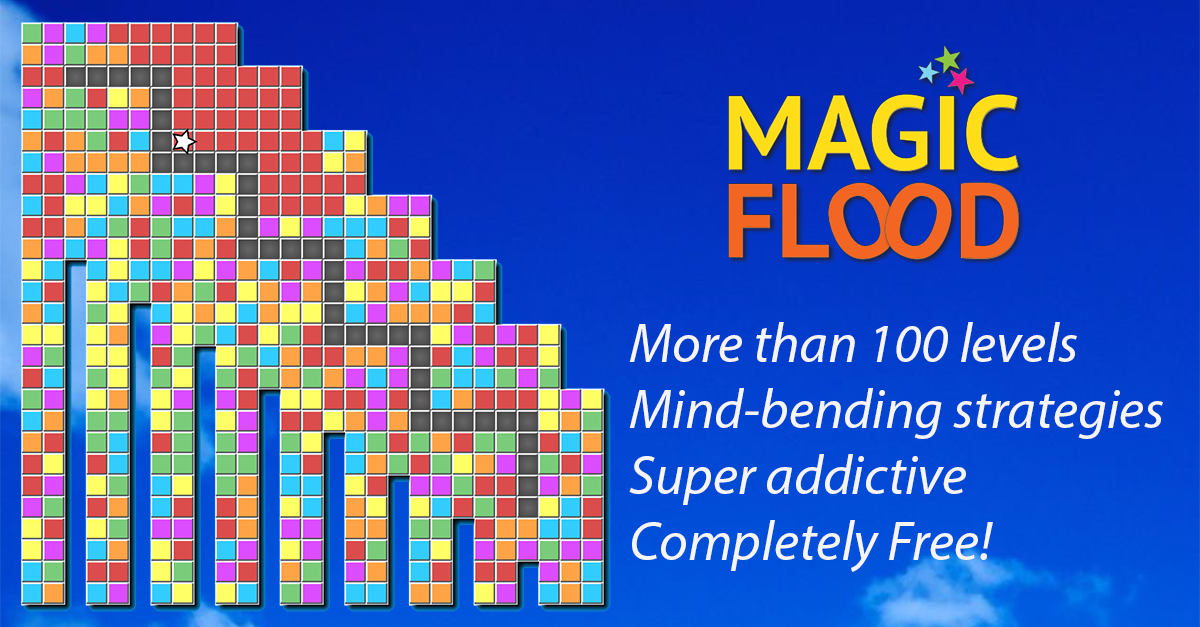 MAGIC
FLOOD
More than 100 levels
Mind-bending strategies
Super addictive
Completely Free!